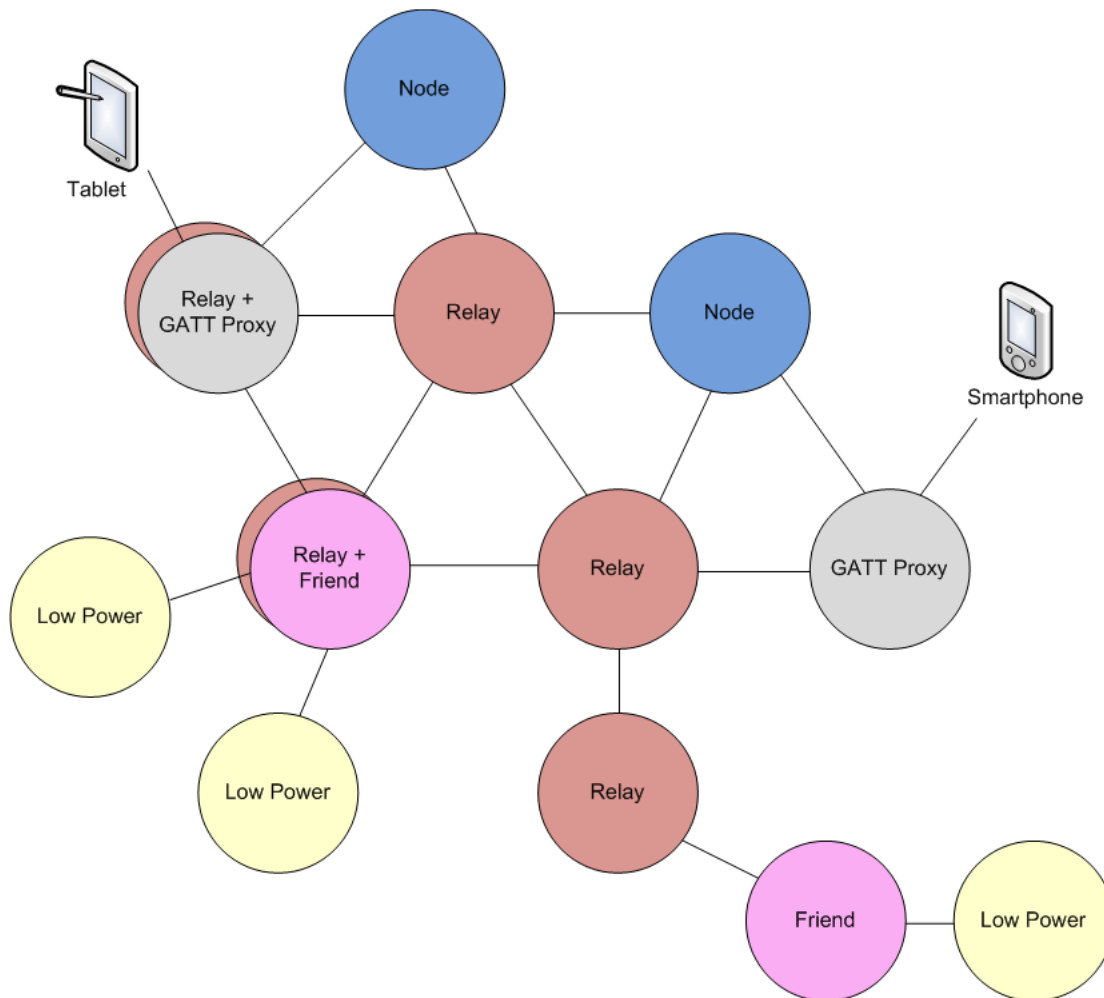 Node
Tablet
Relay +
GATT Proxy
Relay
Node
Smartphone
Relay +
Friend
Relay
GATT Proxy
Low Power
Low Power
Relay
Friend
Low Power